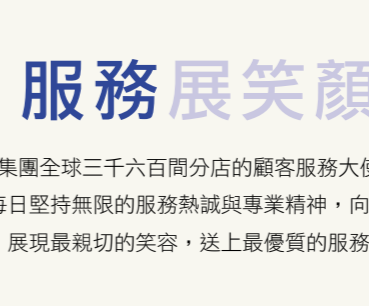 服務展笑顏
集團全球三千六百間分店的顧客服務大使
每日堅持無限的服務熱誠與專業精神，向
展現最親切的笑容，送上最優質的服務